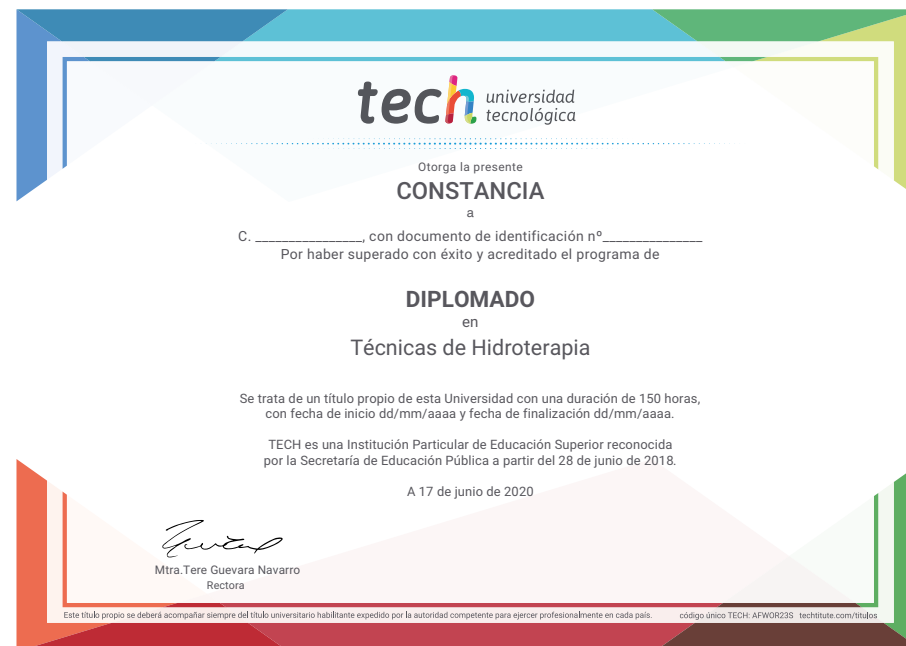 tech universidad
tecnológica
Otorga la presente
CONSTANCIA
a
C. ________________, con documento de identificación nº_______________
Por haber superado con éxito y acreditado el programa de
DIPLOMADO
en
Técnicas de Hidroterapia
Se trata de un título propio de esta Universidad con una duración de 150 horas,
con fecha de inicio dd/mm/aaaa y fecha de finalización dd/mm/aaaa.
TECH es una Institución Particular de Educación Superior reconocida
por la Secretaría de Educación Pública a partir del 28 de junio de 2018.
A 17 de junio de 2020
Mtra.Tere Guevara Navarro
Rectora
Este título propio se deberá acompañar siempre del título universitario habilitante expedido por la autoridad competente para ejercer profesionalmente en cada país. código único TECH: AFWOR23S techtitute.com/titulos